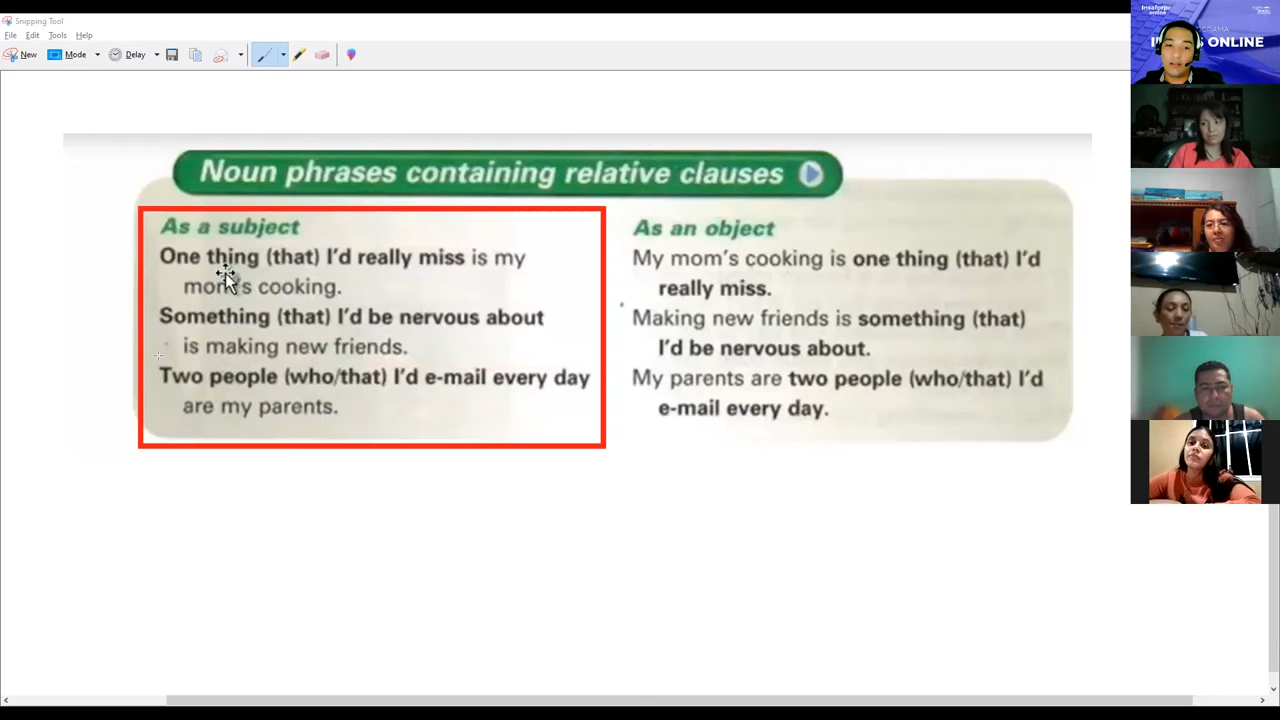 Snipping Tool
File Edit Tools Help
New Mode Delay
Noun phrases containing relative clauses
As a subject
One thing (that) I'd really miss is my
mom's cooking.
Something (that) I'd be nervous about
is making new friends.
Two people (who/that) I'd e-mail every day
are my parents.
As an object
My mom's cooking is one thing (that) I'd
really miss.
Making new friends is something (that)
I'd be nervous about.
My parents are two people (who/that) I'd
e-mail every day.
online
ONLINE